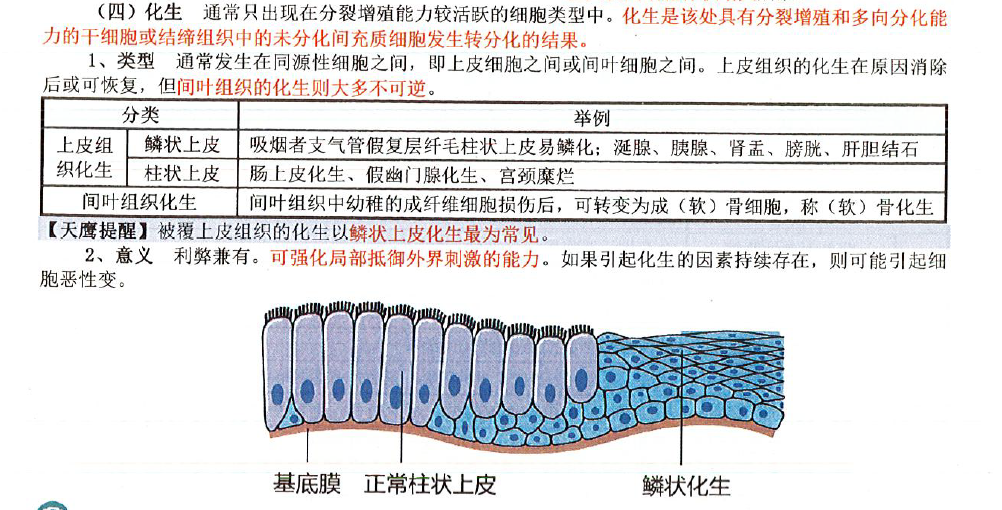 （四）化生　通常只出现在分裂增殖能力较活跃的细胞类型中。化生是该处具有分裂增殖和多向分化能
力的干细胞或结缔组织中的未分化间充质细胞发生转分化的结果。
1、类型　通常发生在同源性细胞之间，即上皮细胞之间或间叶细胞之间。上皮组织的化生在原因消除
后或可恢复，但间叶组织的化生则大多不可逆。
分类　举例
上皮组织化生　鳞状上皮　吸烟者支气管假复层纤毛柱状上皮易鳞化；涎腺、胰腺、肾盂、膀胱、肝胆结石
柱状上皮　肠上皮化生、假幽门腺化生、宫颈糜烂
间叶组织化生　间叶组织中幼稚的成纤维细胞损伤后，可转变为成（软）骨细胞，称（软）骨化生
【天鹰提醒】被覆上皮组织的化生以鳞状上皮化生最为常见。
2、意义　利弊兼有。可强化局部抵御外界刺激的能力。如果引起化生的因素持续存在，则可能引起细
胞恶性变。
基底膜　正常柱状上皮　鳞状化生